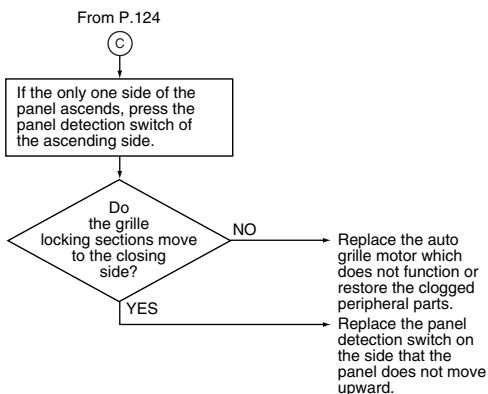 From P.124
C
If the only one side of the
panel ascends, press the
panel detection switch of
the ascending side.
Do
the grille
locking sections move
to the closing
side?
NO
Replace the auto
grille motor which
does not function or
restore the clogged
peripheral parts.
YES
Replace the panel
detection switch on
the side that the
panel does not move
upward.